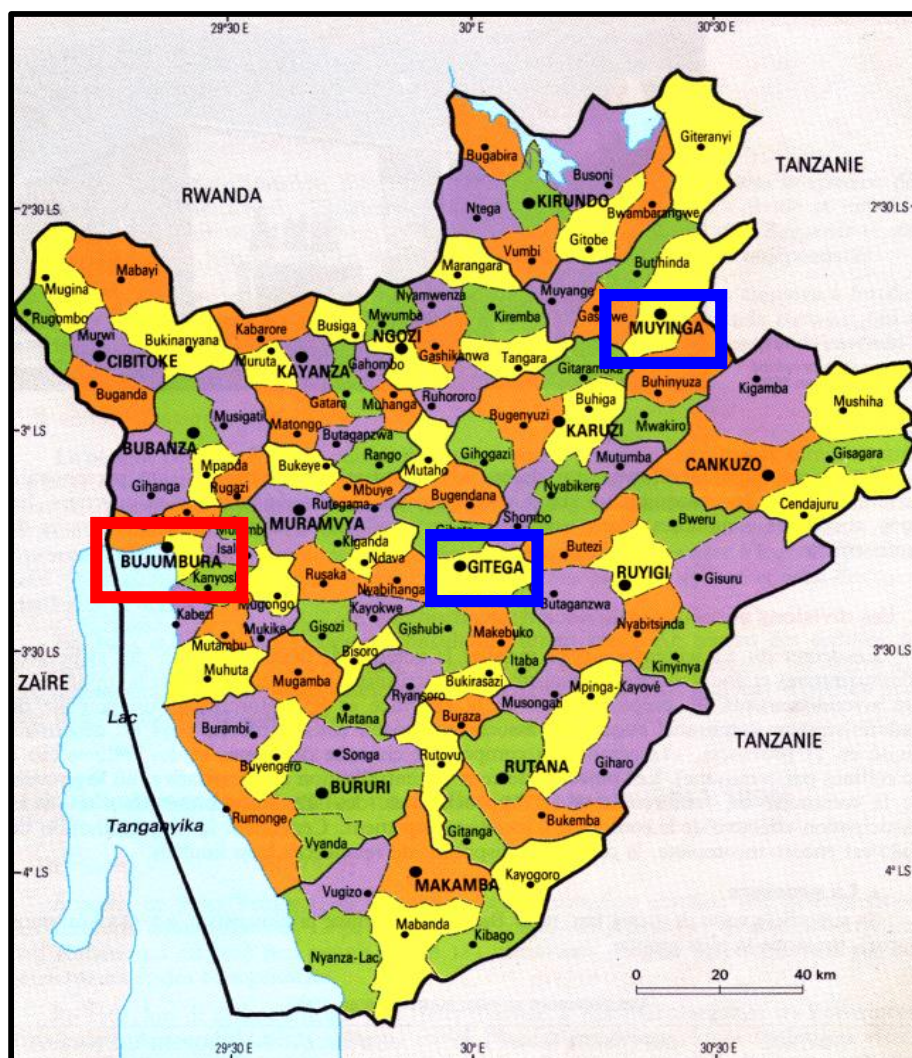 29°30 E
30° E
30°30 E
Giteranyi
Bugabira
TANZANIE
Busoni
RWANDA
KIRUNDO
2°30 LS
2°30 LS
Ntega
Bwambarangwe
Gitobe
Vumbi
Mabayi
Marangara
Butihinda
Mugina
Nyamwenza
Muyange
Rugombo
Mwumba
Kiremba
Busiga
Kabarore
MUYINGA
Murwi
Bukinanyana
NGOZI
CIBITOKE
Muruta
Gashikanwa
Tangara
KAYANZA
Gahombo
Gitaramuka
Buhinyuza
Kigamba
Buganda
Gatara
Muhanga
Ruhororo
Buhiga
Mushiha
Musigati
Matongo
Bugenyuzi
KARUZI
Mwakiro
3° LS
3° LS
BUBANZA
Butaganzwa
Rango
Gihogazi
Mutumba
Gisagara
Mpanda
Bukeye
Mutaho
CANKUZO
Gihanga
Rugazi
Mbuye
Nyabikere
Rutegama
Bugendana
Cendajuru
MURAMVYA
Shombo
Bweru
Kiganda
BUJUMBURA
Ndava
GITEGA
Butezi
RUYIGI
Gisuru
Rusaka
Nyabihanga
Butaganzwa
Kabezi
Mugongo
Kayokwe
Mukike
Gisozi
Gishubi
Makebuko
Nyabitsinda
Mutambu
3°30 LS
3°30 LS
Bisoro
Itaba
Kinyinya
Muhuta
Mugamba
Bukirasazi
Mpinga-Kayové
ZAÏRE
Ryansoro
Musongati
Lac
Burambi
Matana
Buraza
TANZANIE
Songa
Rutovu
RUTANA
Giharo
Buyengero
BURURI
Tanganyika
Rumonge
Bukemba
Gitanga
Vyanda
4° LS
4° LS
Kayogoro
Vugizo
MAKAMBA
Mabanda
Kibago
Nyanza-Lac
0 20 40 km
29°30 E
30° E
30°30 E